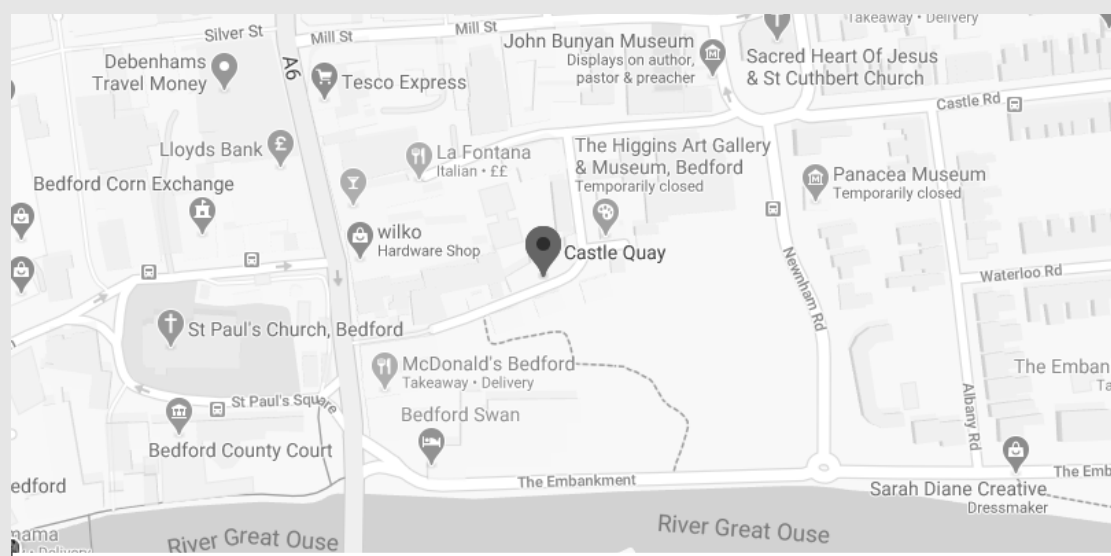 Takeaway • Delivery
Silver St
Mill St
Mill St
A6
John Bunyan Museum
Displays on author,
pastor & preacher
Sacred Heart Of Jesus
& St Cuthbert Church
Debenhams
Travel Money
Tesco Express
Castle Rd
Lloyds Bank
£
La Fontana
Italian • ££
The Higgins Art Gallery
& Museum, Bedford
Temporarily closed
Panacea Museum
Temporarily closed
Bedford Corn Exchange
wilko
Hardware Shop
Castle Quay
Newnham Rd
Waterloo Rd
St Paul's Church, Bedford
McDonald's Bedford
Takeaway • Delivery
The Emban
Ta
St Paul's Square
Bedford Swan
Albany Rd
Bedford County Court
The Embankment
The Emb
edford
Sarah Diane Creative
Dressmaker
River Great Ouse
River Great Ouse
nama
Delivery